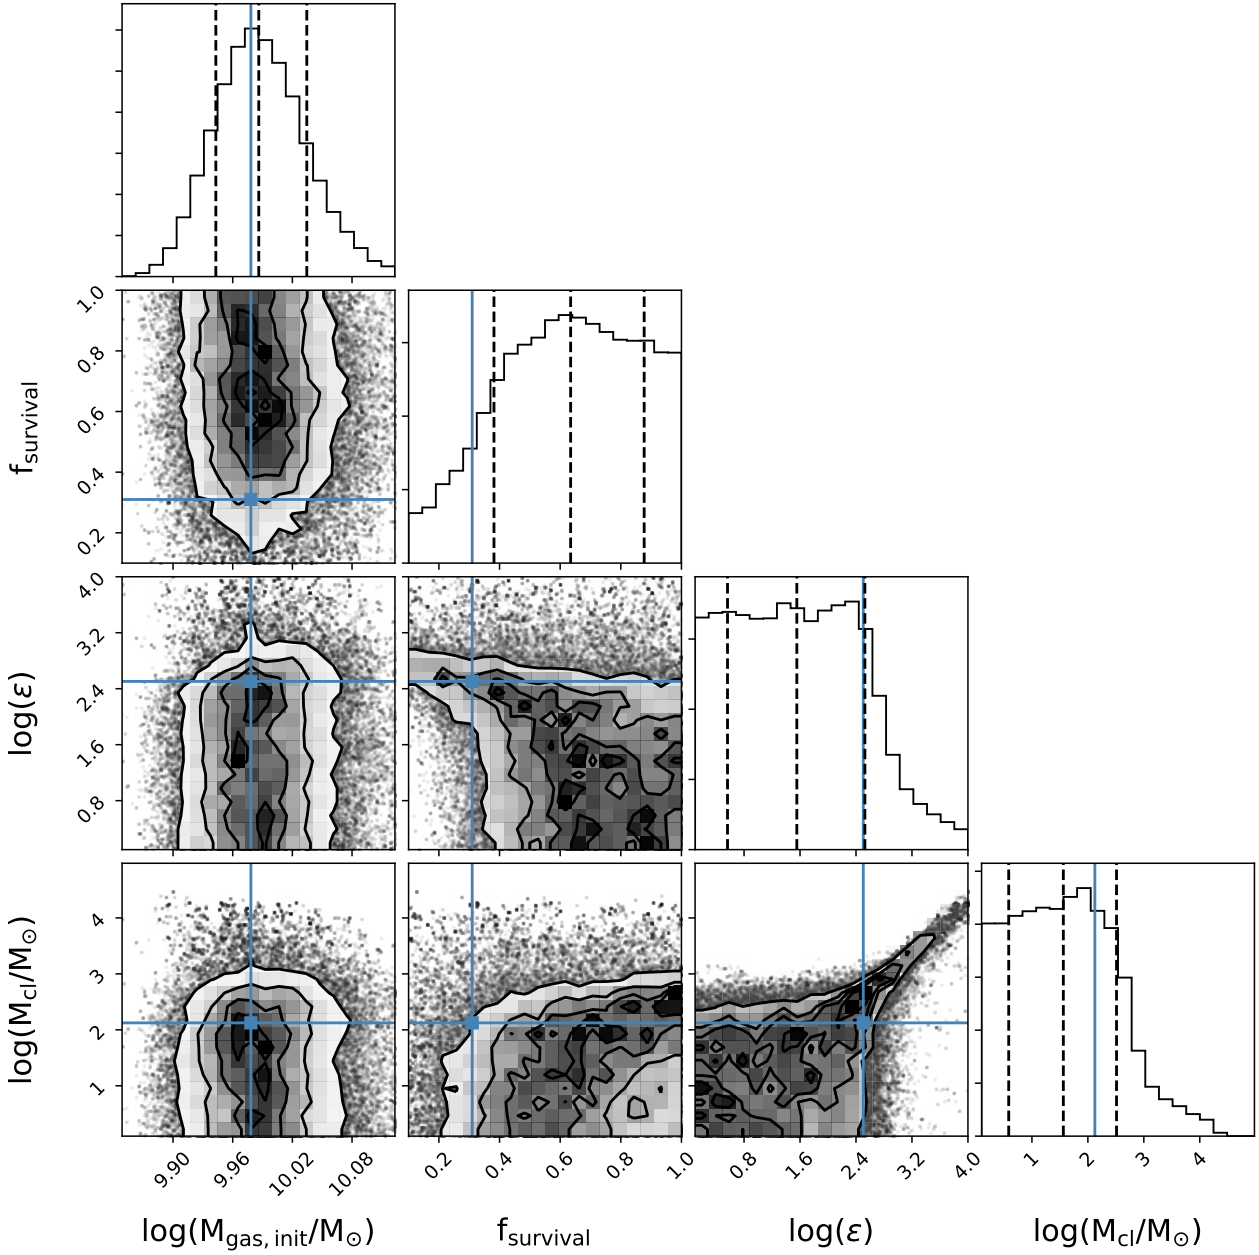 1.0
0.8
0.6
0.4
0.2
f_survival
4.0
3.2
2.4
1.6
0.8
log(ε)
4
3
2
1
log(M_cl/M_⊙)
9.90 9.96 10.02 10.08
0.2 0.4 0.6 0.8 1.0
0.8 1.6 2.4 3.2 4.0
1 2 3 4
log(M_gas, init/M_⊙)
f_survival
log(ε)
log(M_cl/M_⊙)